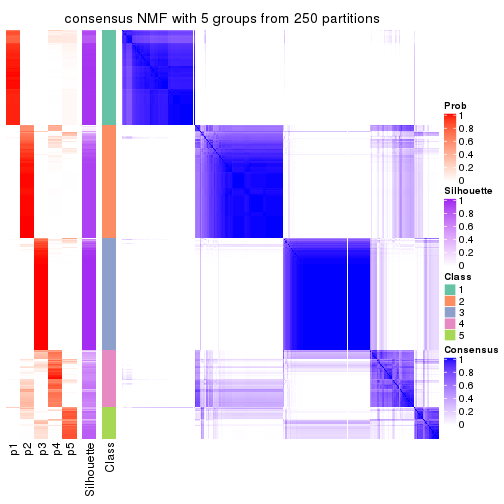 consensus NMF with 5 groups from 250 partitions
Prob
1
0.8
0.6
0.4
0.2
0
Silhouette
1
0.8
0.6
0.4
0.2
0
Class
1
2
3
4
5
Consensus
1
0.8
0.6
0.4
0.2
0
p1
p2
p3
p4
p5
Silhouette
Class